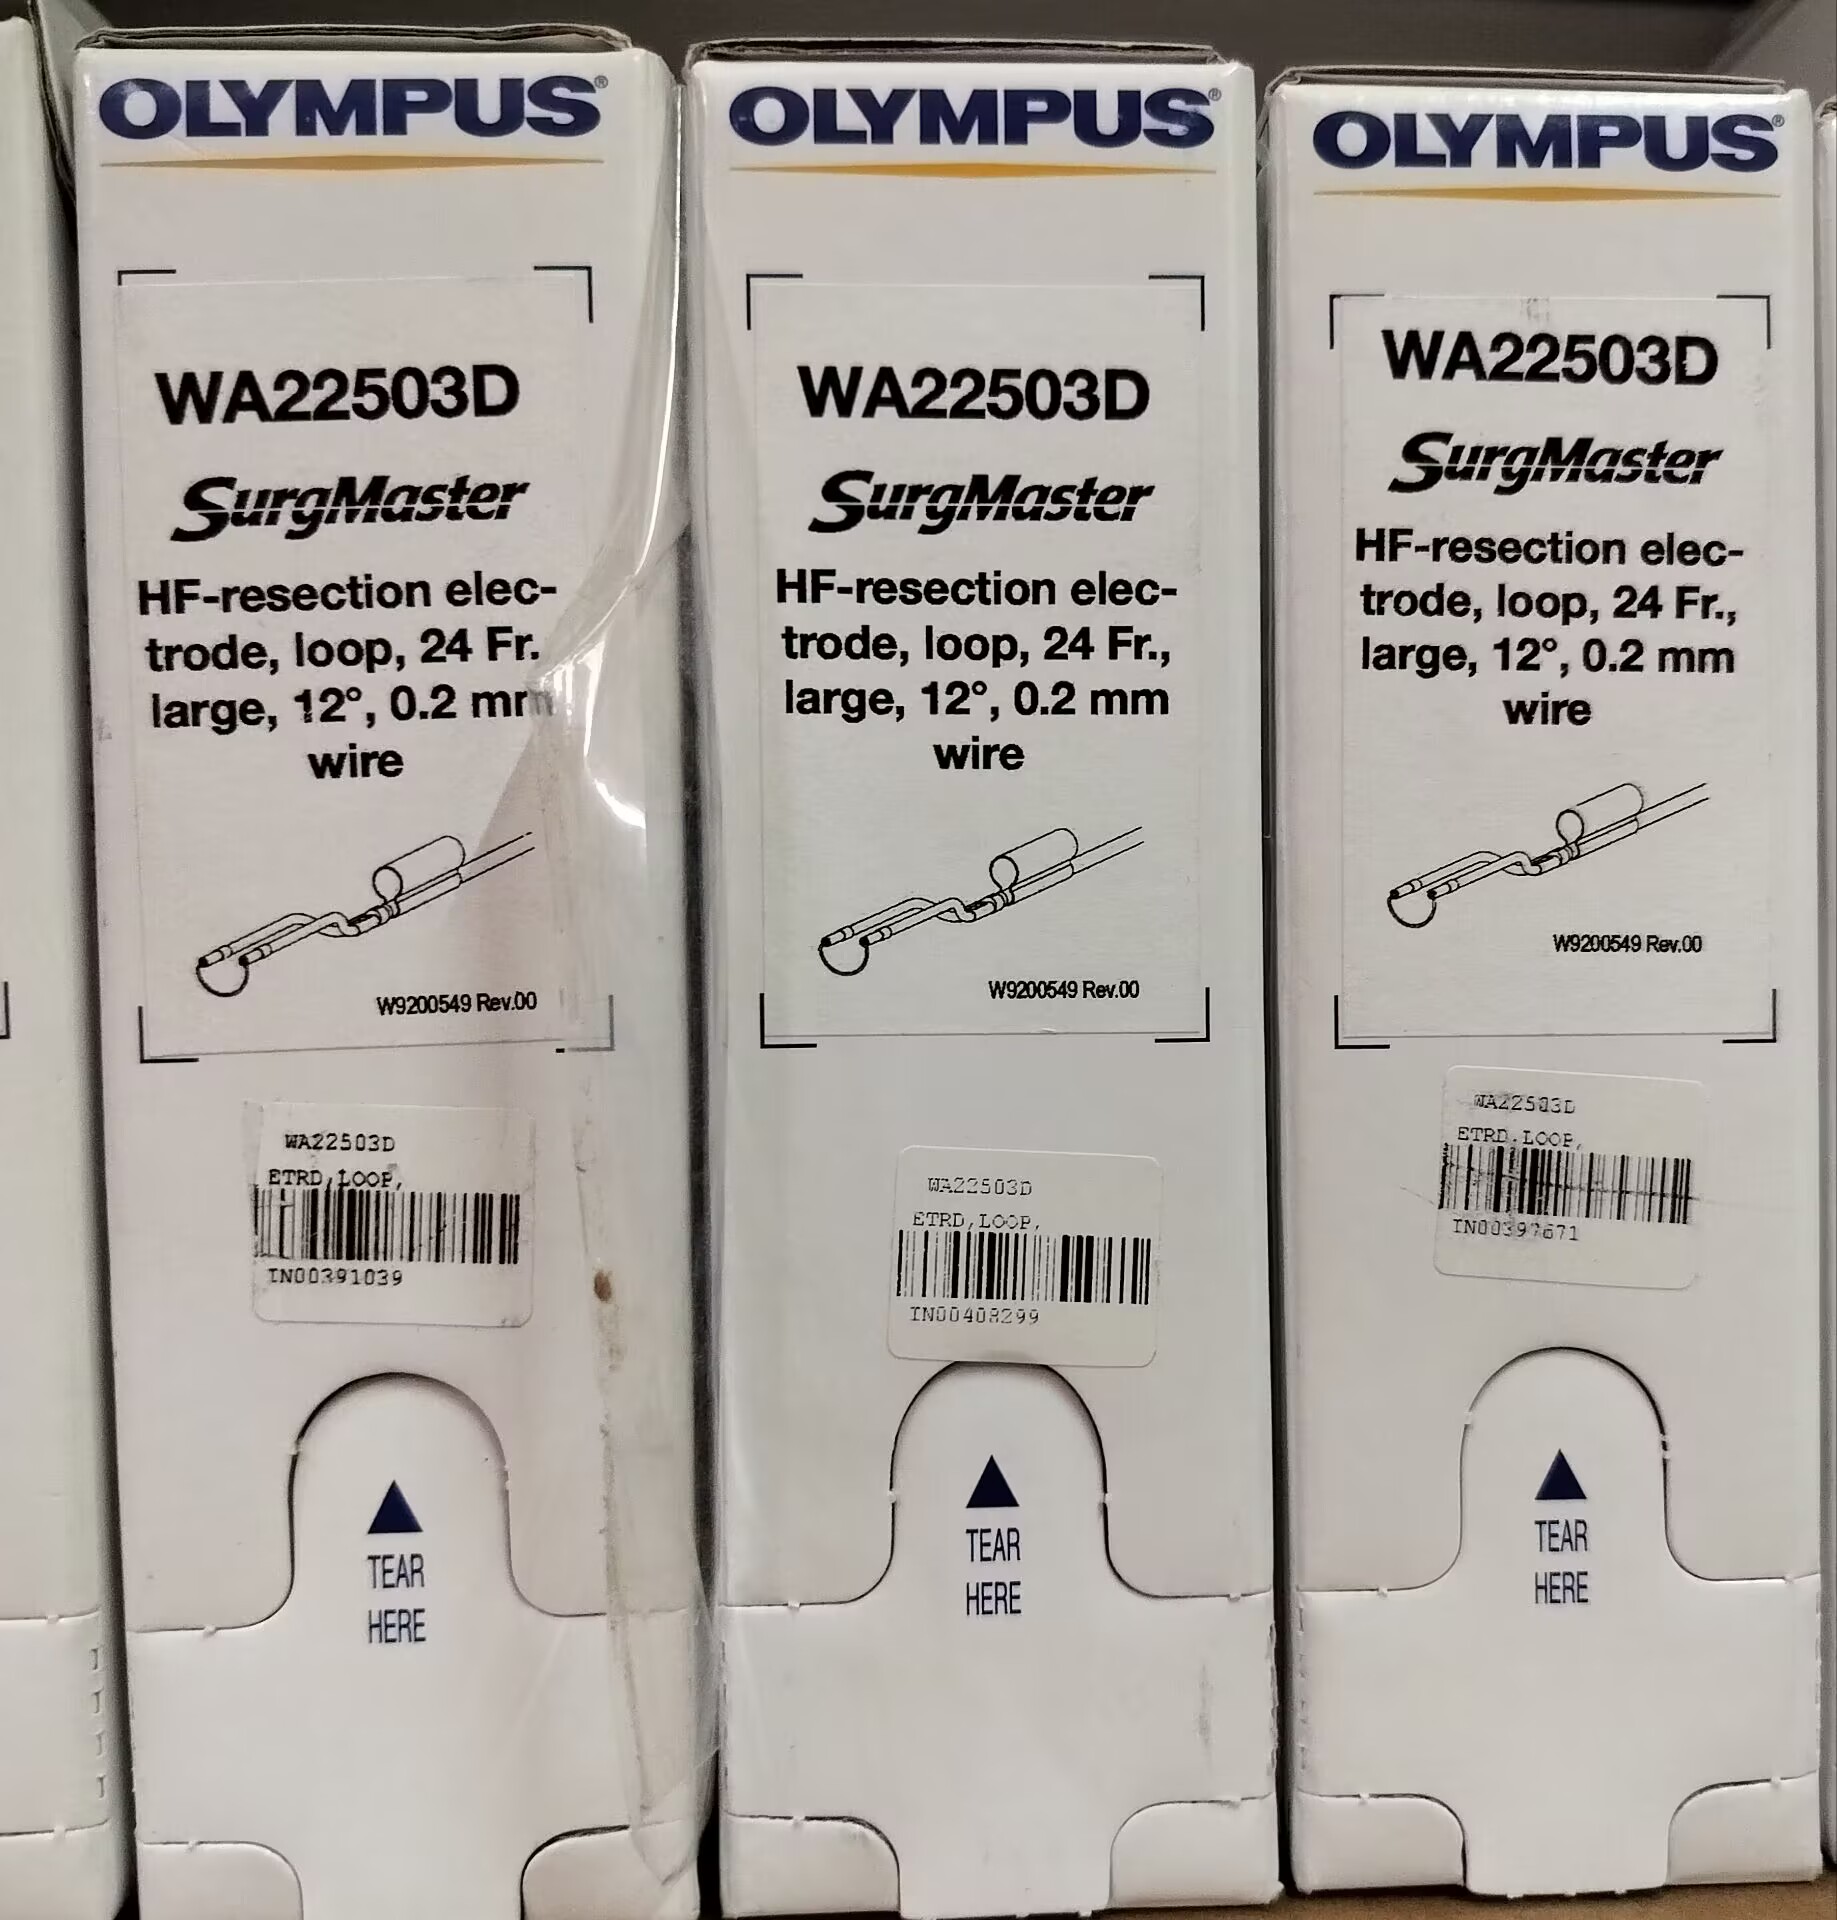 OLYMPUS®
WA22503D
SurgMaster
HF-resection elec-
trode, loop, 24 Fr.
large, 12°, 0.2 mm
wire
W9200549 Rev.00
WA22503D
ETRD,LOOP,
IN00391039
TEAR
HERE
OLYMPUS®
WA22503D
SurgMaster
HF-resection elec-
trode, loop, 24 Fr.,
large, 12°, 0.2 mm
wire
W9200549 Rev.00
WA22503D
ETRD,LOOP,
IN00408299
TEAR
HERE
OLYMPUS®
WA22503D
SurgMaster
HF-resection elec-
trode, loop, 24 Fr.,
large, 12°, 0.2 mm
wire
W9200549 Rev.00
WA22503D
ETRD,LOOP,
IN00397671
TEAR
HERE